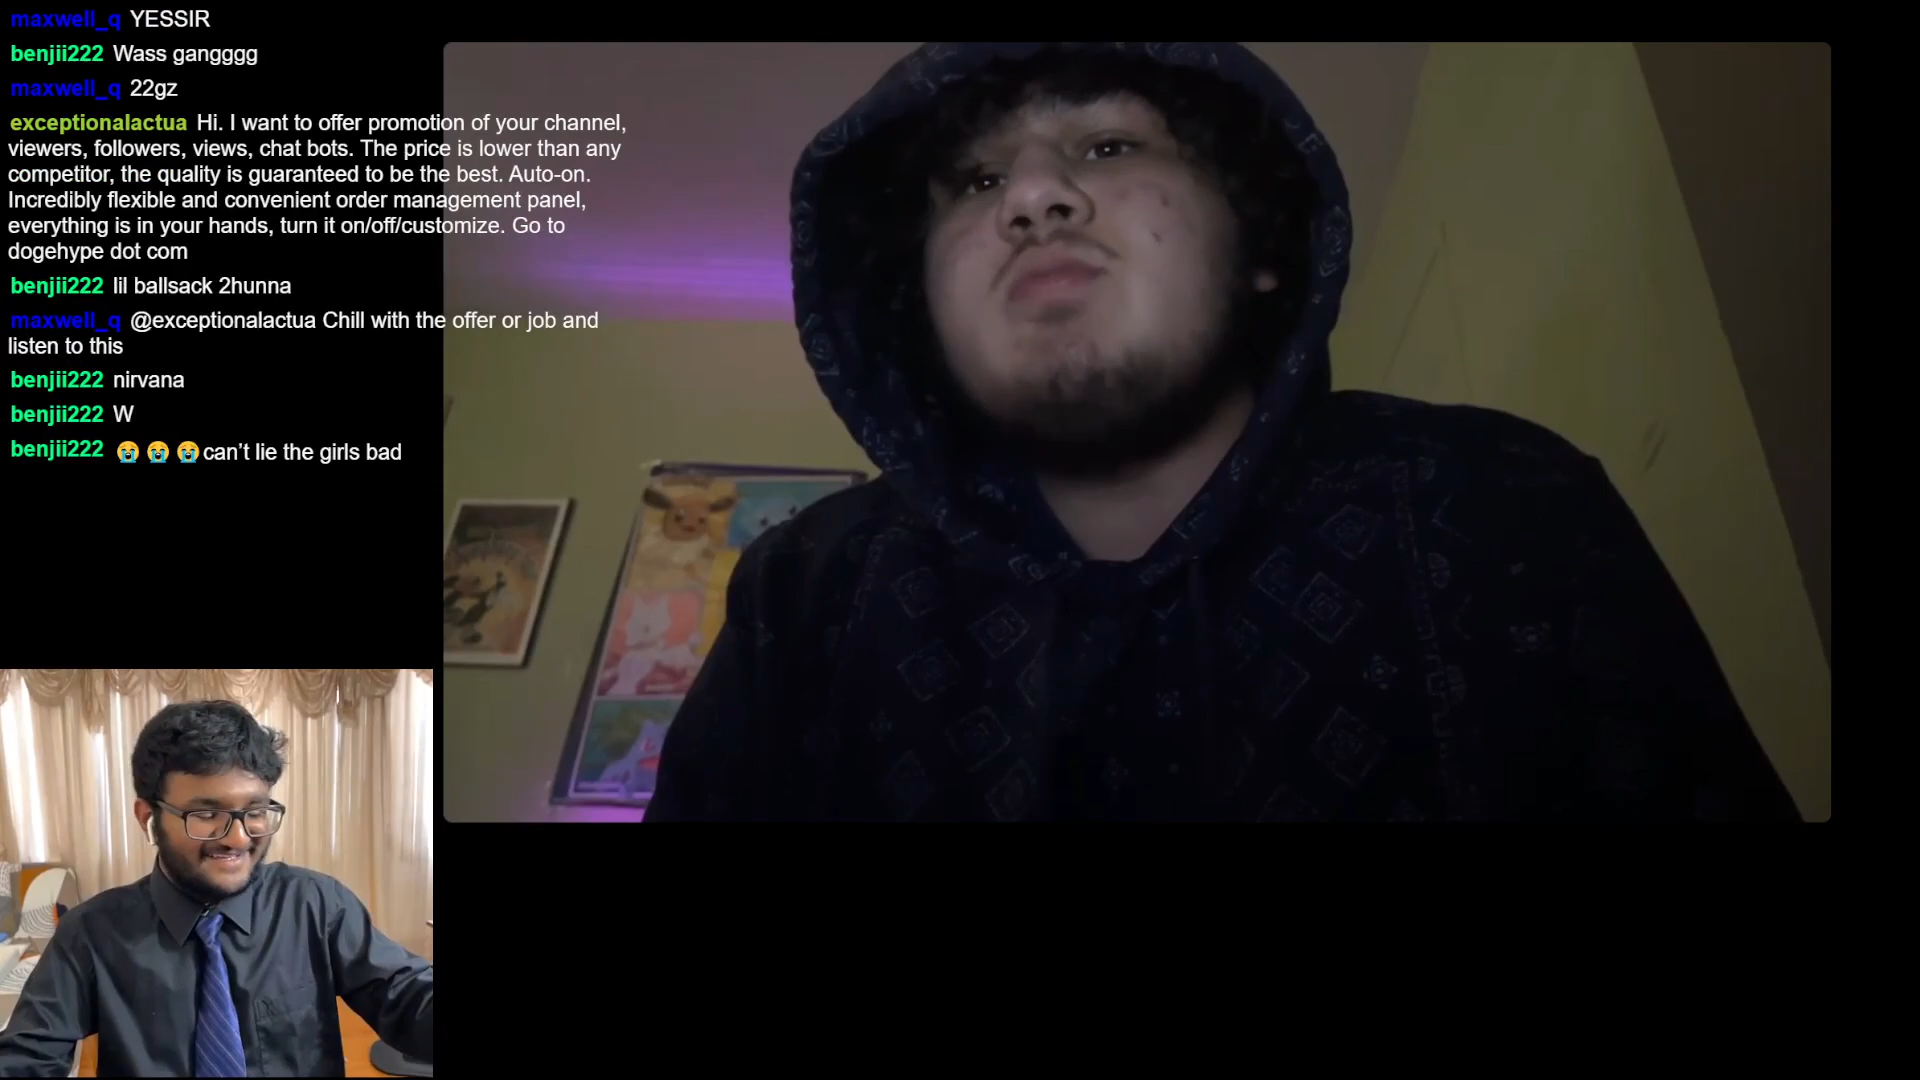 maxwell_q YESSIR
benjii222 Wass gangggg
maxwell_q 22gz
exceptionalactua Hi. I want to offer promotion of your channel,
viewers, followers, views, chat bots. The price is lower than any
competitor, the quality is guaranteed to be the best. Auto-on.
Incredibly flexible and convenient order management panel,
everything is in your hands, turn it on/off/customize. Go to
dogehype dot com
benjii222 lil ballsack 2hunna
maxwell_q @exceptionalactua Chill with the offer or job and
listen to this
benjii222 nirvana
benjii222 W
benjii222 😭😭😭can’t lie the girls bad